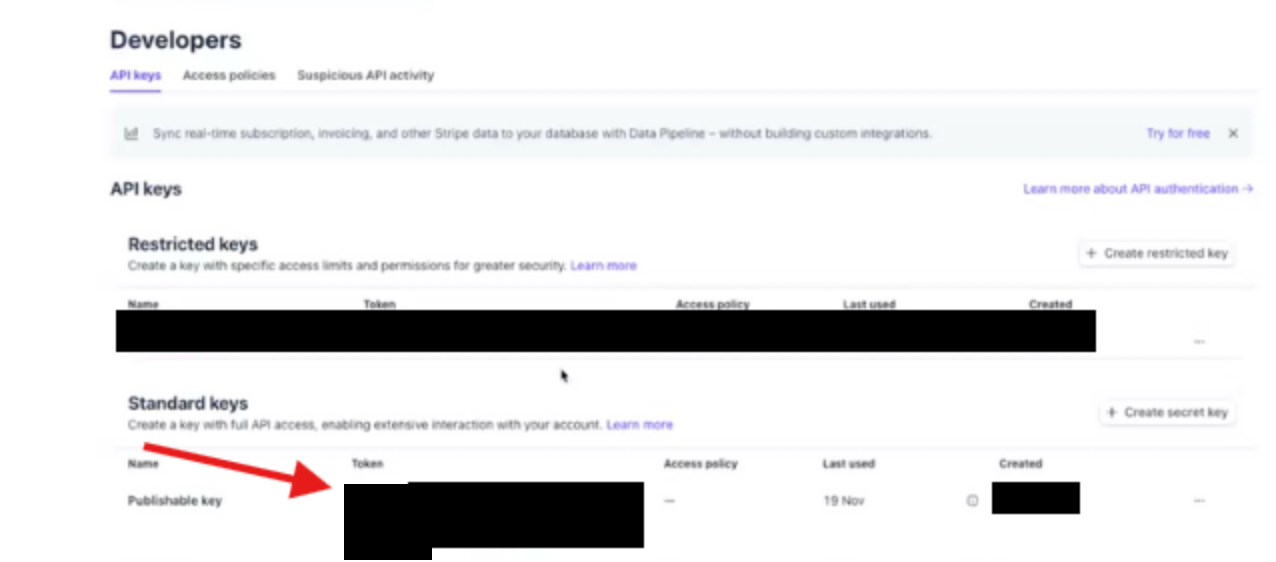 Developers
API keys Access policies Suspicious API activity
Sync real-time subscription, invoicing, and other Stripe data to your database with Data Pipeline – without building custom integrations. Try for free ×
API keys Learn more about API authentication →
Restricted keys
+ Create restricted key
Create a key with specific access limits and permissions for greater security. Learn more
Name Token Access policy Last used Created
...
Standard keys
+ Create secret key
Create a key with full API access, enabling extensive interaction with your account. Learn more
Name Token Access policy Last used Created
Publishable key — 19 Nov ...